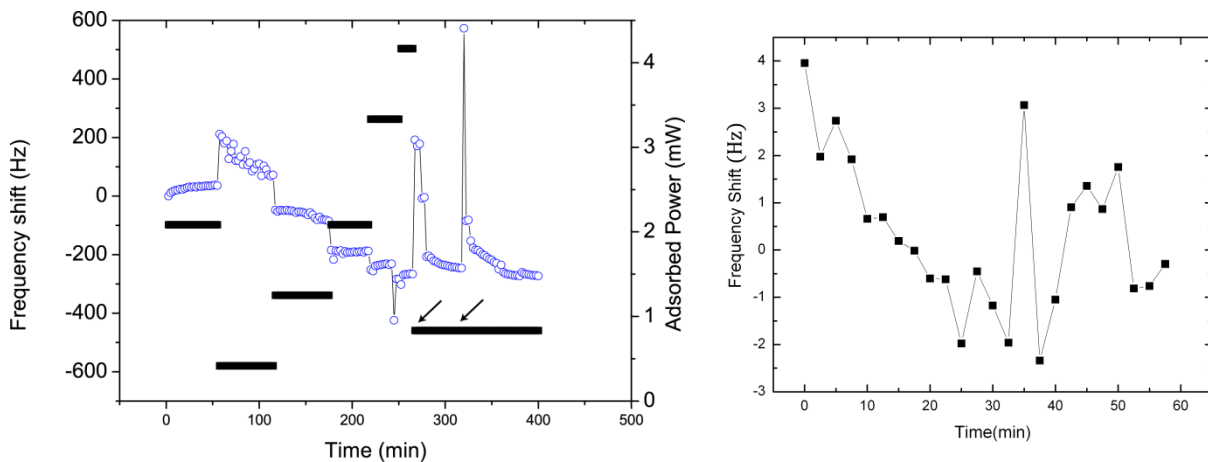 600
400
200
0
-200
-400
-600
Frequency shift (Hz)
4
3
2
1
0
Adsorbed Power (mW)
0 100 200 300 400 500
Time (min)
4
3
2
1
0
-1
-2
-3
Frequency Shift (Hz)
0 10 20 30 40 50 60
Time(min)